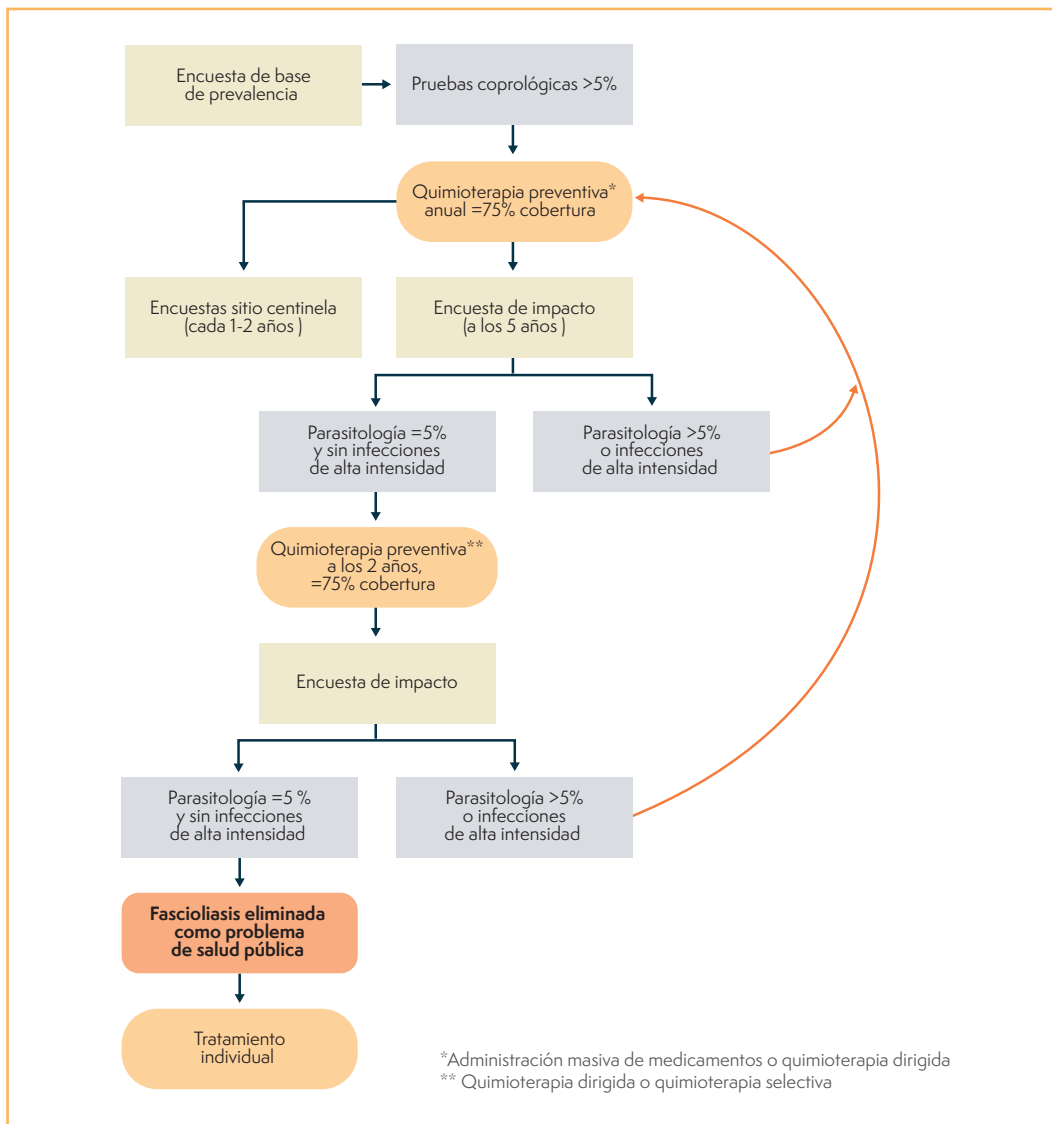 Encuesta de base
de prevalencia
Pruebas coprológicas >5%
Quimioterapia preventiva*
anual =75% cobertura
Encuestas sitio centinela
(cada 1-2 años )
Encuesta de impacto
(a los 5 años )
Parasitología =5%
y sin infecciones
de alta intensidad
Parasitología >5%
o infecciones
de alta intensidad
Quimioterapia preventiva**
a los 2 años,
=75% cobertura
Encuesta de impacto
Parasitología =5 %
y sin infecciones
de alta intensidad
Parasitología >5%
o infecciones
de alta intensidad
Fascioliasis eliminada
como problema
de salud pública
Tratamiento
individual
*Administración masiva de medicamentos o quimioterapia dirigida
** Quimioterapia dirigida o quimioterapia selectiva